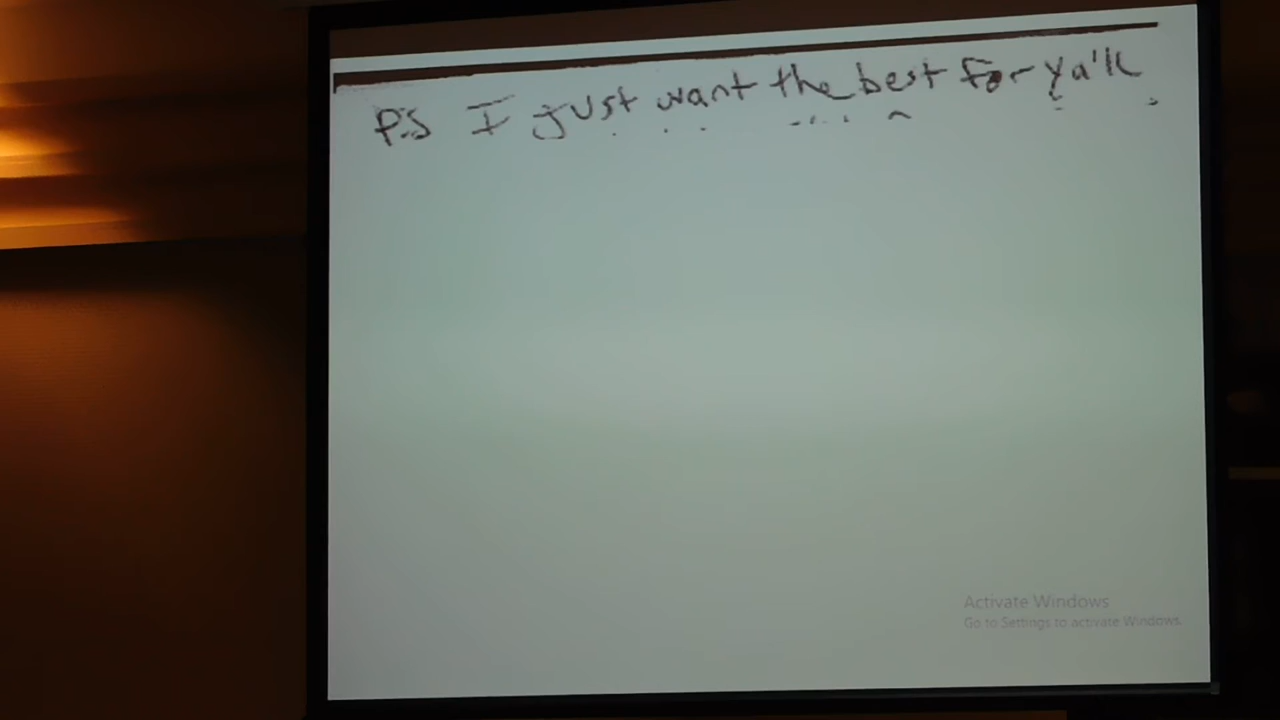 P.S I just want the best for ya'll
Activate Windows
Go to Settings to activate Windows.